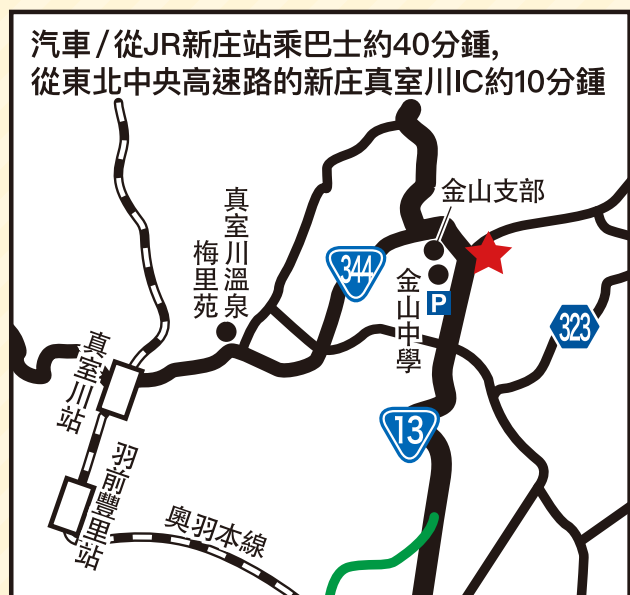 汽車/從JR新庄站乘巴士約40分鍾,
從東北中央高速路的新庄真室川IC約10分鍾
金山支部
真室川溫泉
梅里苑
344
金山中學
P
323
真室川站
13
羽前豐里站
奧羽本線